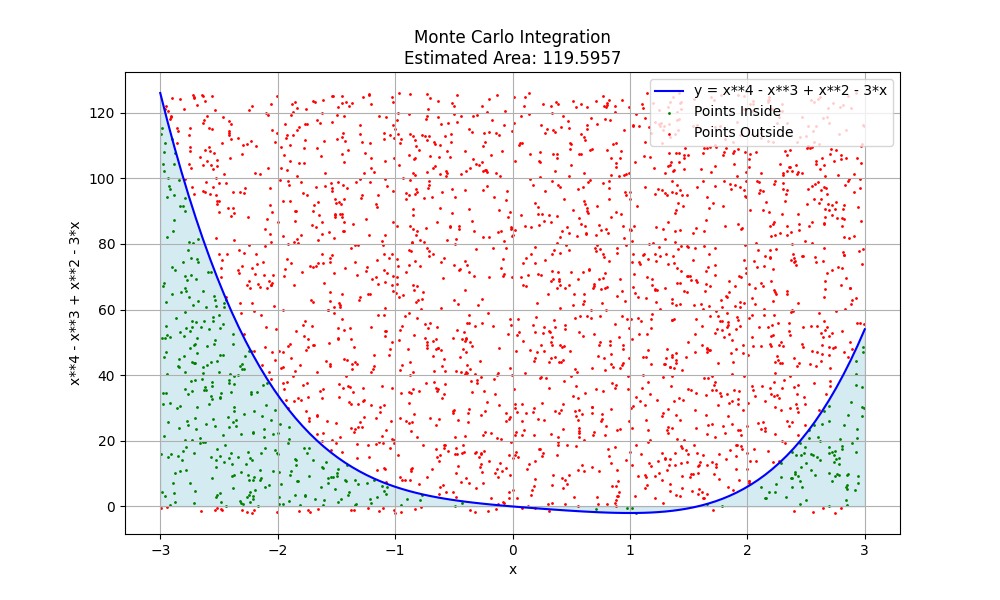 Monte Carlo Integration
Estimated Area: 119.5957
y = x**4 - x**3 + x**2 - 3*x
Points Inside
Points Outside
x**4 - x**3 + x**2 - 3*x
120
100
80
60
40
20
0
−3
−2
−1
0
1
2
3
x